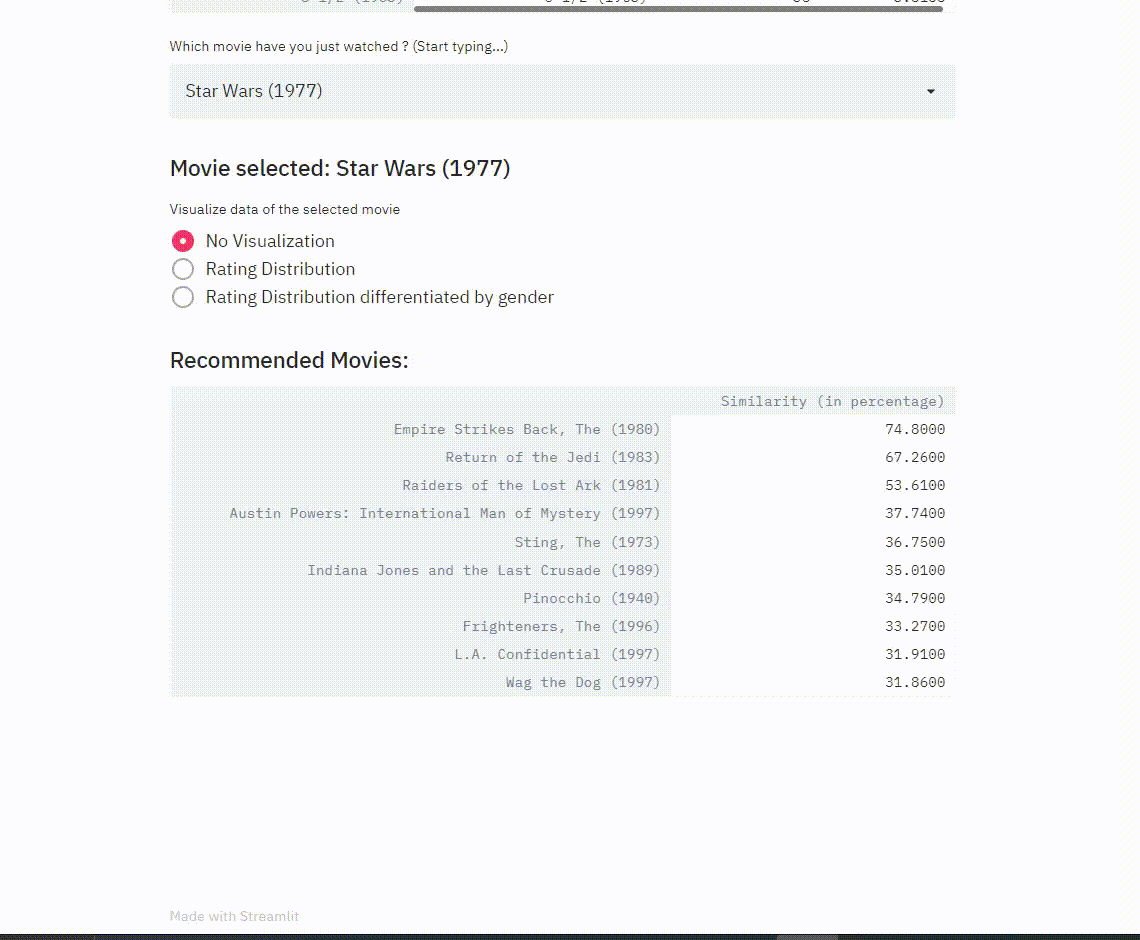 Which movie have you just watched ? (Start typing...)
Star Wars (1977)
Movie selected: Star Wars (1977)
Visualize data of the selected movie
No Visualization
Rating Distribution
Rating Distribution differentiated by gender
Recommended Movies:
Similarity (in percentage)
Empire Strikes Back, The (1980) 74.8000
Return of the Jedi (1983) 67.2600
Raiders of the Lost Ark (1981) 53.6100
Austin Powers: International Man of Mystery (1997) 37.7400
Sting, The (1973) 36.7500
Indiana Jones and the Last Crusade (1989) 35.0100
Pinocchio (1940) 34.7900
Frighteners, The (1996) 33.2700
L.A. Confidential (1997) 31.9100
Wag the Dog (1997) 31.8600
Made with Streamlit